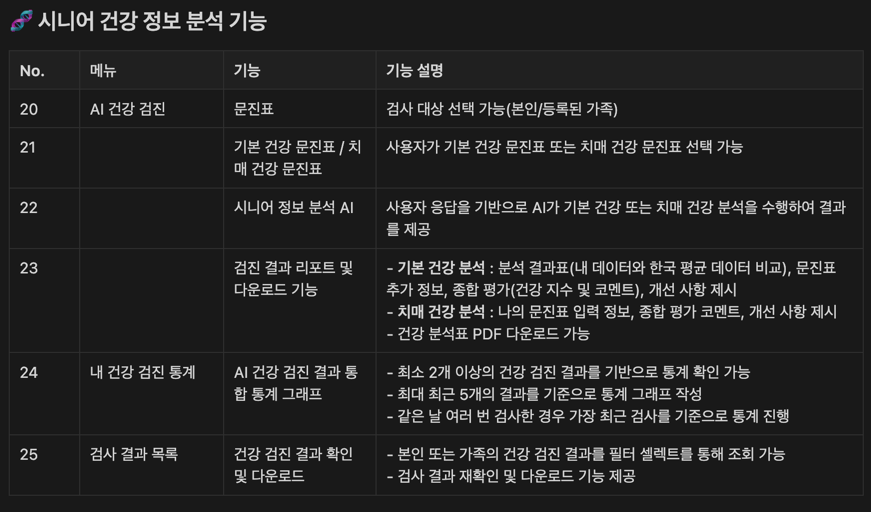 🧬 시니어 건강 정보 분석 기능
No. 메뉴 기능 기능 설명
20 AI 건강 검진 문진표 검사 대상 선택 가능(본인/등록된 가족)
21 기본 건강 문진표 / 치 사용자가 기본 건강 문진표 또는 치매 건강 문진표 선택 가능
매 건강 문진표
22 시니어 정보 분석 AI 사용자 응답을 기반으로 AI가 기본 건강 또는 치매 건강 분석을 수행하여 결과
를 제공
23 검진 결과 리포트 및 - 기본 건강 분석 : 분석 결과표(내 데이터와 한국 평균 데이터 비교), 문진표
다운로드 기능 추가 정보, 종합 평가(건강 지수 및 코멘트), 개선 사항 제시
- 치매 건강 분석 : 나의 문진표 입력 정보, 종합 평가 코멘트, 개선 사항 제시
- 건강 분석표 PDF 다운로드 가능
24 내 건강 검진 통계 AI 건강 검진 결과 통 - 최소 2개 이상의 건강 검진 결과를 기반으로 통계 확인 가능
합 통계 그래프 - 최대 최근 5개의 결과를 기준으로 통계 그래프 작성
- 같은 날 여러 번 검사한 경우 가장 최근 검사를 기준으로 통계 진행
25 검사 결과 목록 건강 검진 결과 확인 - 본인 또는 가족의 건강 검진 결과를 필터 셀렉트를 통해 조회 가능
및 다운로드 - 검사 결과 재확인 및 다운로드 기능 제공